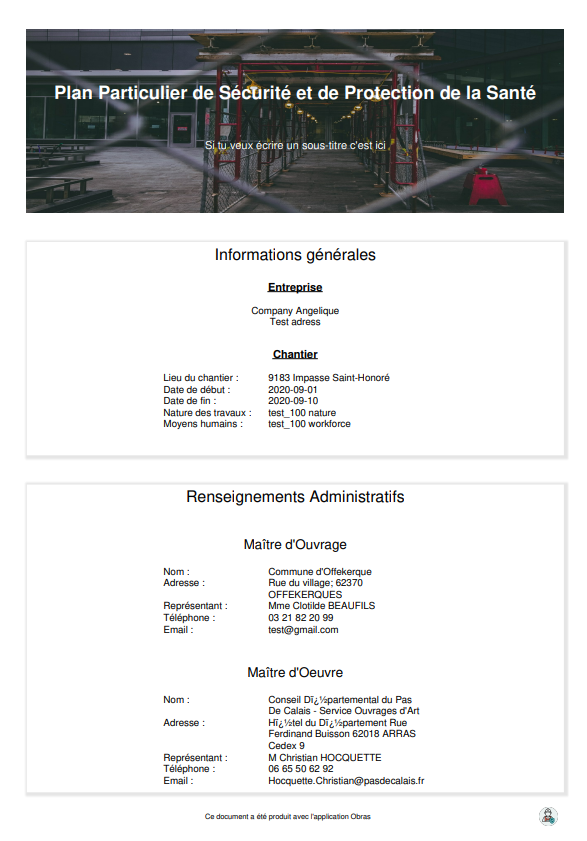 Plan Particulier de Sécurité et de Protection de la Santé
Si tu veux écrire un sous-titre c'est ici
Informations générales
Entreprise
Company Angelique
Test adress
Chantier
Lieu du chantier : 9183 Impasse Saint-Honoré
Date de début : 2020-09-01
Date de fin : 2020-09-10
Nature des travaux : test_100 nature
Moyens humains : test_100 workforce
Renseignements Administratifs
Maître d'Ouvrage
Nom : Commune d'Offekerque
Adresse : Rue du village; 62370
OFFEKERQUES
Représentant : Mme Clotilde BEAUFILS
Téléphone : 03 21 82 20 99
Email : test@gmail.com
Maître d'Oeuvre
Nom : Conseil Dï¿½partemental du Pas
De Calais - Service Ouvrages d'Art
Adresse : Hï¿½tel du Dï¿½partement Rue
Ferdinand Buisson 62018 ARRAS
Cedex 9
Représentant : M Christian HOCQUETTE
Téléphone : 06 65 50 62 92
Email : Hocquette.Christian@pasdecalais.fr
Ce document a été produit avec l'application Obras